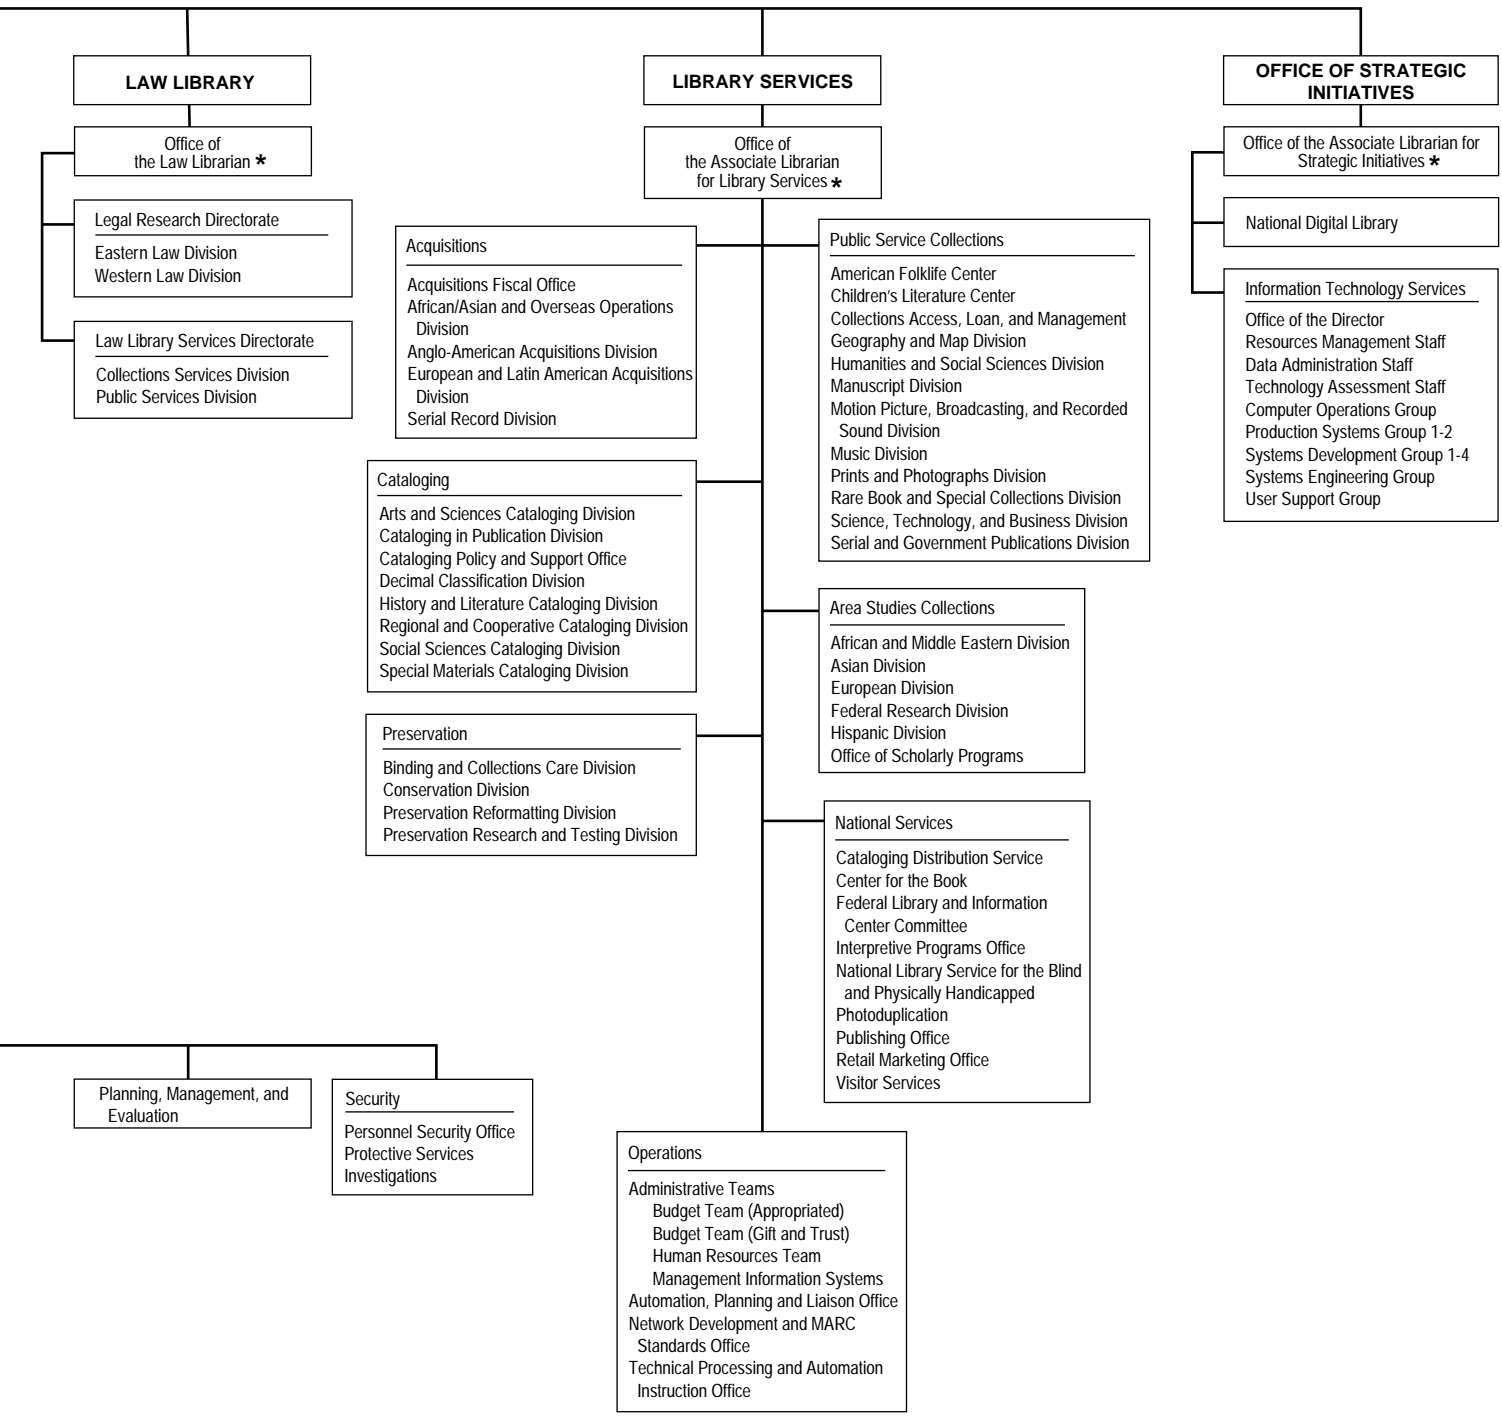 LAW LIBRARY
Office of
the Law Librarian *
Legal Research Directorate
Eastern Law Division
Western Law Division
Law Library Services Directorate
Collections Services Division
Public Services Division
LIBRARY SERVICES
Office of
the Associate Librarian
for Library Services *
Acquisitions
Acquisitions Fiscal Office
African/Asian and Overseas Operations
Division
Anglo-American Acquisitions Division
European and Latin American Acquisitions
Division
Serial Record Division
Cataloging
Arts and Sciences Cataloging Division
Cataloging in Publication Division
Cataloging Policy and Support Office
Decimal Classification Division
History and Literature Cataloging Division
Regional and Cooperative Cataloging Division
Social Sciences Cataloging Division
Special Materials Cataloging Division
Preservation
Binding and Collections Care Division
Conservation Division
Preservation Reformatting Division
Preservation Research and Testing Division
Public Service Collections
American Folklife Center
Children's Literature Center
Collections Access, Loan, and Management
Geography and Map Division
Humanities and Social Sciences Division
Manuscript Division
Motion Picture, Broadcasting, and Recorded
Sound Division
Music Division
Prints and Photographs Division
Rare Book and Special Collections Division
Science, Technology, and Business Division
Serial and Government Publications Division
Area Studies Collections
African and Middle Eastern Division
Asian Division
European Division
Federal Research Division
Hispanic Division
Office of Scholarly Programs
National Services
Cataloging Distribution Service
Center for the Book
Federal Library and Information
Center Committee
Interpretive Programs Office
National Library Service for the Blind
and Physically Handicapped
Photoduplication
Publishing Office
Retail Marketing Office
Visitor Services
Operations
Administrative Teams
Budget Team (Appropriated)
Budget Team (Gift and Trust)
Human Resources Team
Management Information Systems
Automation, Planning and Liaison Office
Network Development and MARC
Standards Office
Technical Processing and Automation
Instruction Office
OFFICE OF STRATEGIC
INITIATIVES
Office of the Associate Librarian for
Strategic Initiatives *
National Digital Library
Information Technology Services
Office of the Director
Resources Management Staff
Data Administration Staff
Technology Assessment Staff
Computer Operations Group
Production Systems Group 1-2
Systems Development Group 1-4
Systems Engineering Group
User Support Group
Planning, Management, and
Evaluation
Security
Personnel Security Office
Protective Services
Investigations